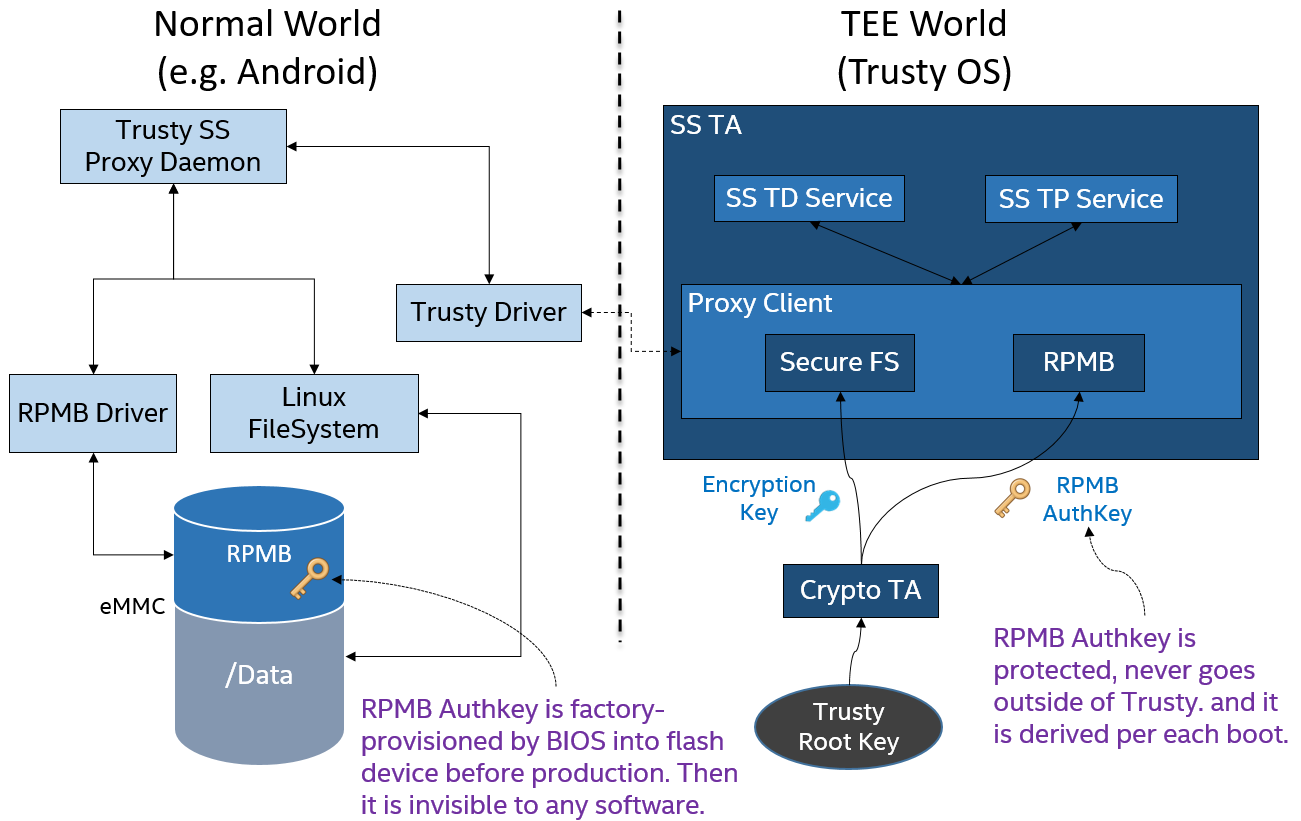 Normal World
(e.g. Android)
TEE World
(Trusty OS)
Trusty SS
Proxy Daemon
Trusty Driver
RPMB Driver
Linux
FileSystem
RPMB
eMMC
/Data
RPMB Authkey is factory-
provisioned by BIOS into flash
device before production. Then
it is invisible to any software.
SS TA
SS TD Service
SS TP Service
Proxy Client
Secure FS
RPMB
Encryption
Key
RPMB
AuthKey
Crypto TA
Trusty
Root Key
RPMB Authkey is
protected, never goes
outside of Trusty. and it
is derived per each boot.